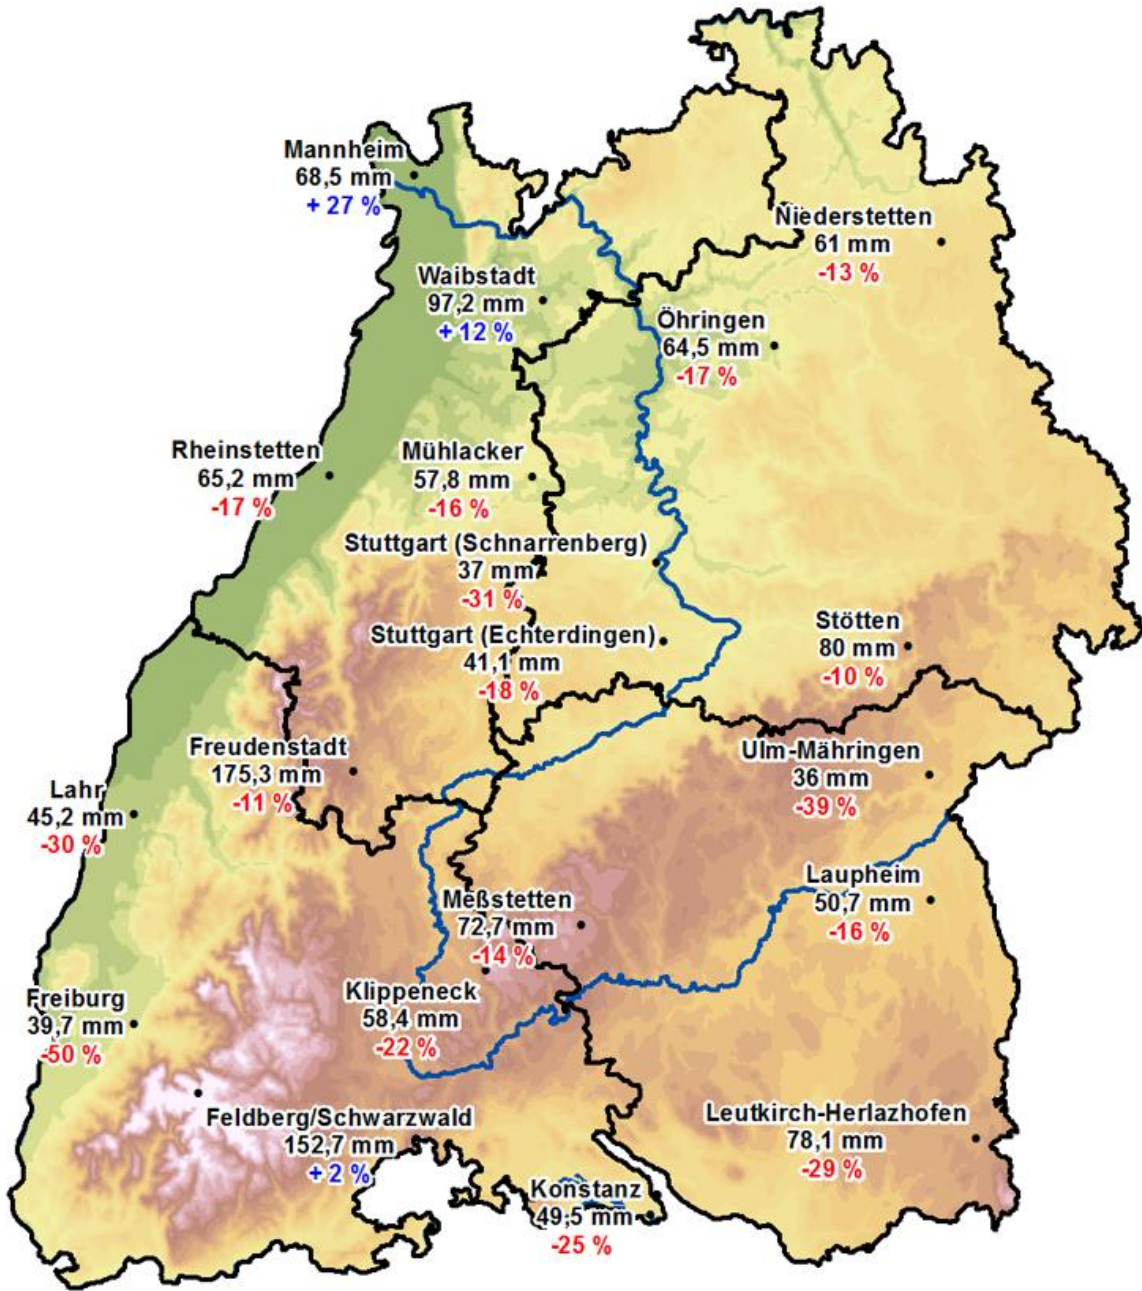 Mannheim
68,5 mm
+ 27 %
Niederstetten
61 mm
-13 %
Waibstadt
97,2 mm
+ 12 %
Öhringen
64,5 mm
-17 %
Rheinstetten
65,2 mm
-17 %
Mühlacker
57,8 mm
-16 %
Stuttgart (Schnarrenberg)
37 mm
-31 %
Stuttgart (Echterdingen)
41,1 mm
-18 %
Stötten
80 mm
-10 %
Freudenstadt
175,3 mm
-11 %
Ulm-Mähringen
36 mm
-39 %
Lahr
45,2 mm
-30 %
Laupheim
50,7 mm
-16 %
Meßstetten
72,7 mm
-14 %
Klippeneck
58,4 mm
-22 %
Freiburg
39,7 mm
-50 %
Feldberg/Schwarzwald
152,7 mm
+ 2 %
Leutkirch-Herlazhofen
78,1 mm
-29 %
Konstanz
49,5 mm
-25 %